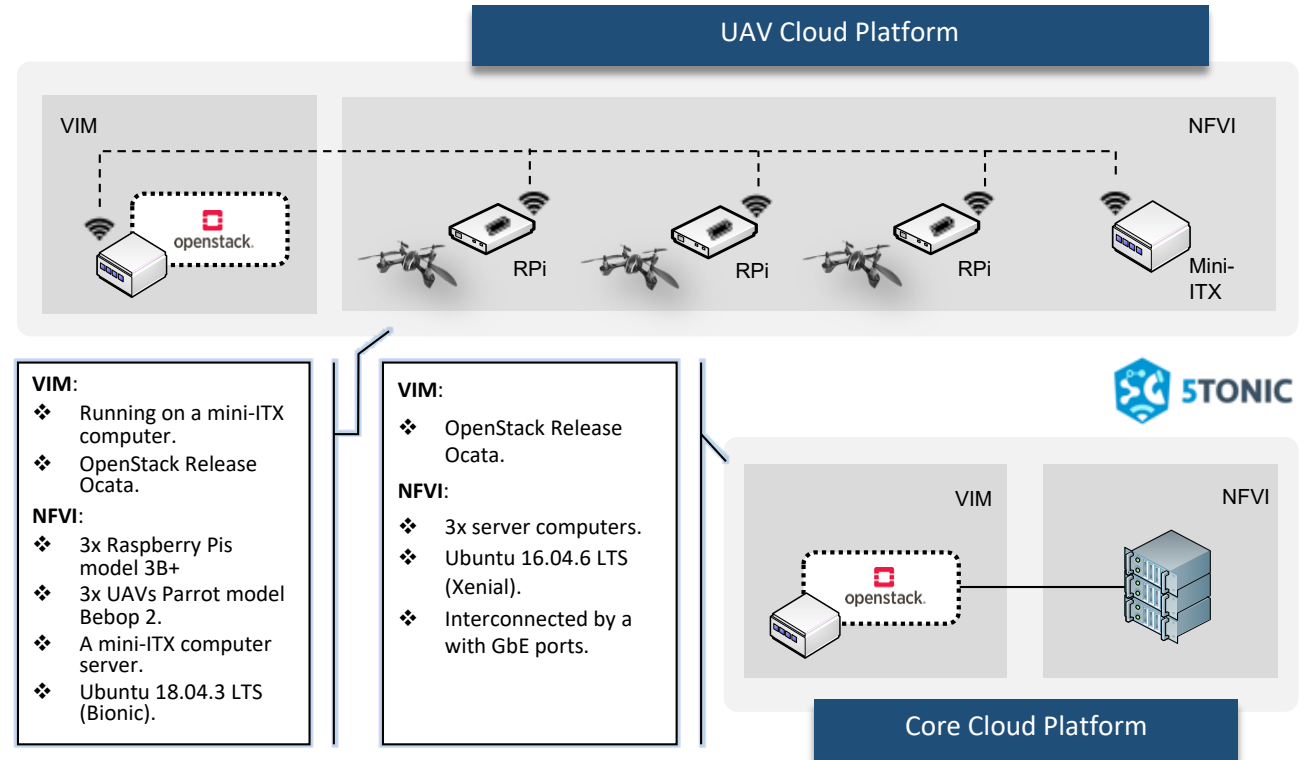 UAV Cloud Platform
VIM
NFVI
openstack.
RPi
RPi
RPi
Mini-
ITX
VIM:
❖ Running on a mini-ITX
computer.
❖ OpenStack Release
Ocata.
NFVI:
❖ 3x Raspberry Pis
model 3B+
❖ 3x UAVs Parrot model
Bebop 2.
❖ A mini-ITX computer
server.
❖ Ubuntu 18.04.3 LTS
(Bionic).
VIM:
❖ OpenStack Release
Ocata.
NFVI:
❖ 3x server computers.
❖ Ubuntu 16.04.6 LTS
(Xenial).
❖ Interconnected by a
with GbE ports.
5TONIC
VIM
NFVI
openstack.
Core Cloud Platform